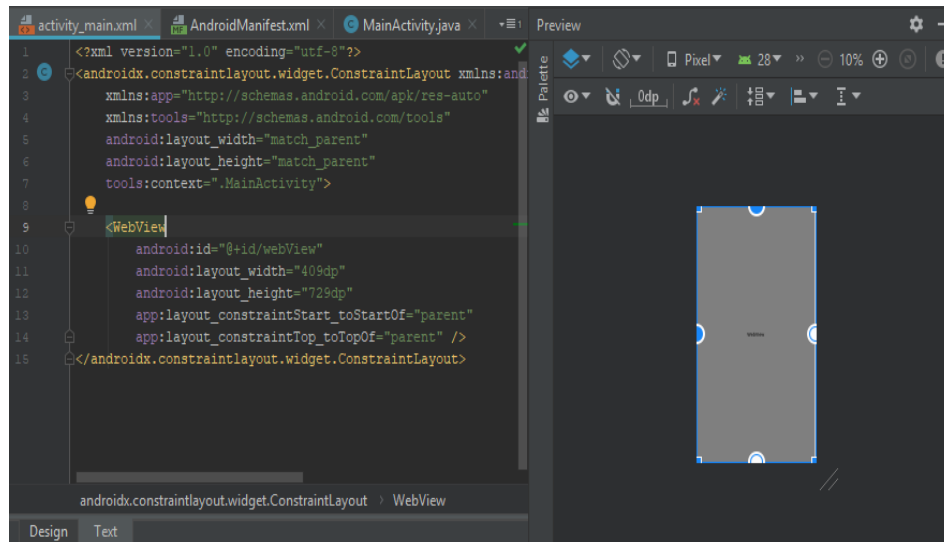 activity_main.xml AndroidManifest.xml MainActivity.java 1 Preview
1 <?xml version="1.0" encoding="utf-8"?>
2 C <androidx.constraintlayout.widget.ConstraintLayout xmlns:and
3 xmlns:app="http://schemas.android.com/apk/res-auto"
4 xmlns:tools="http://schemas.android.com/tools"
5 android:layout_width="match_parent"
6 android:layout_height="match_parent"
7 tools:context=".MainActivity">
8
9 <WebView
10 android:id="@+id/webView"
11 android:layout_width="409dp"
12 android:layout_height="729dp"
13 app:layout_constraintStart_toStartOf="parent"
14 app:layout_constraintTop_toTopOf="parent" />
15 </androidx.constraintlayout.widget.ConstraintLayout>
androidx.constraintlayout.widget.ConstraintLayout > WebView
Design Text
Palette
Pixel 28 » 10%
0dp